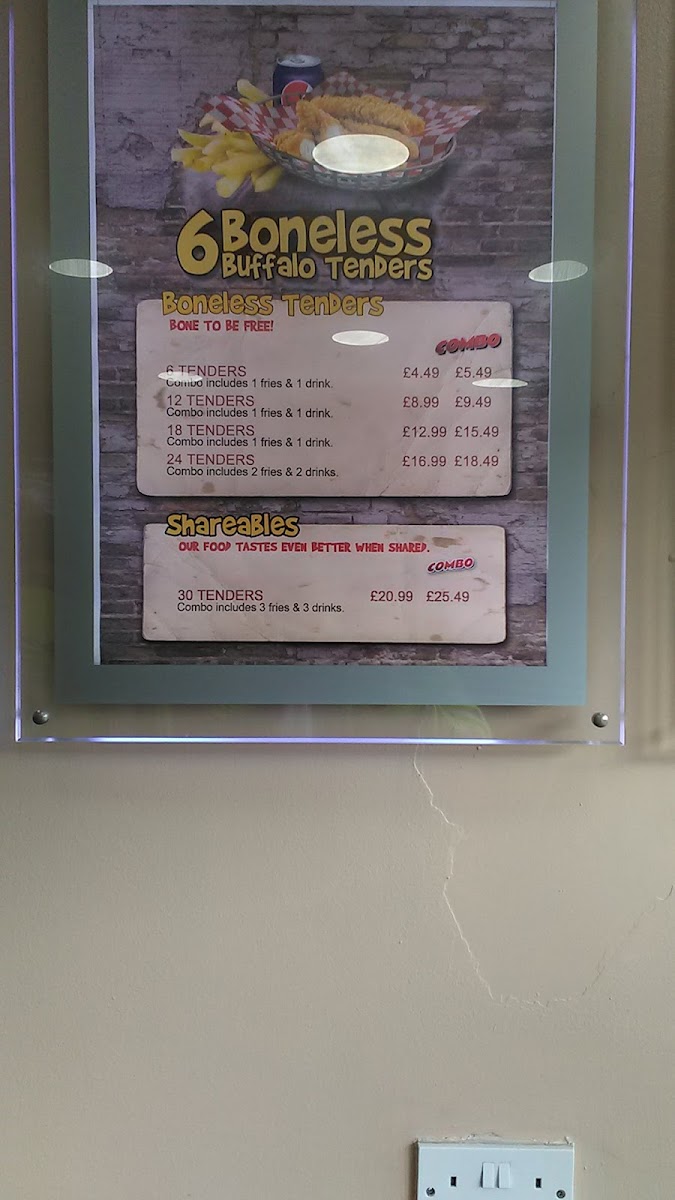 6 Boneless
Buffalo Tenders
Boneless Tenders
BONE TO BE FREE!
COMBO
6 TENDERS £4.49 £5.49
Combo includes 1 fries & 1 drink.
12 TENDERS £8.99 £9.49
Combo includes 1 fries & 1 drink.
18 TENDERS £12.99 £15.49
Combo includes 1 fries & 1 drink.
24 TENDERS £16.99 £18.49
Combo includes 2 fries & 2 drinks.
Shareables
OUR FOOD TASTES EVEN BETTER WHEN SHARED.
COMBO
30 TENDERS £20.99 £25.49
Combo includes 3 fries & 3 drinks.